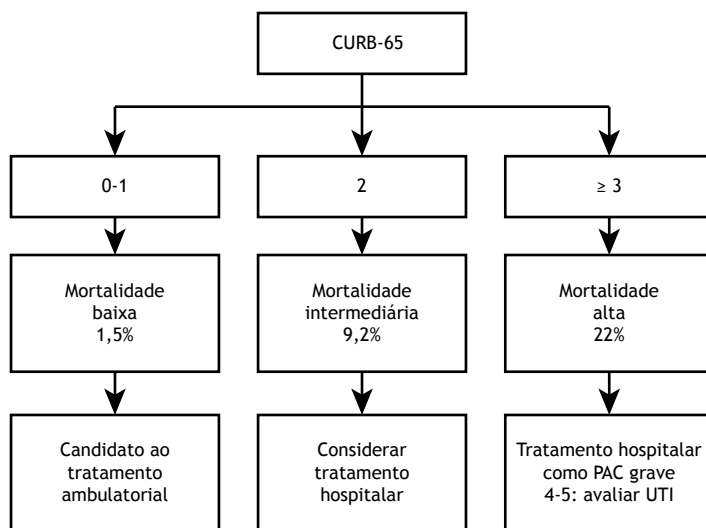 CURB-65
0-1
2
≥ 3
Mortalidade
baixa
1,5%
Mortalidade
intermediária
9,2%
Mortalidade
alta
22%
Candidato ao
tratamento
ambulatorial
Considerar
tratamento
hospitalar
Tratamento hospitalar
como PAC grave
4-5: avaliar UTI